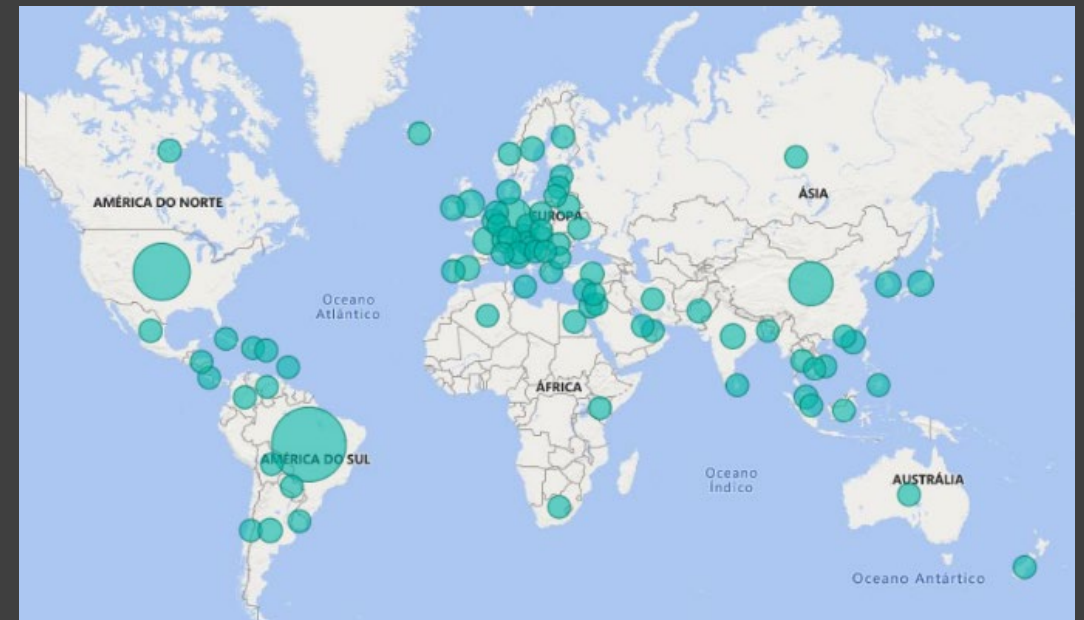 AMÉRICA DO NORTE
ÁSIA
EUROPA
Oceano
Atlântico
ÁFRICA
AMÉRICA DO SUL
Oceano
Índico
AUSTRÁLIA
Oceano Antártico